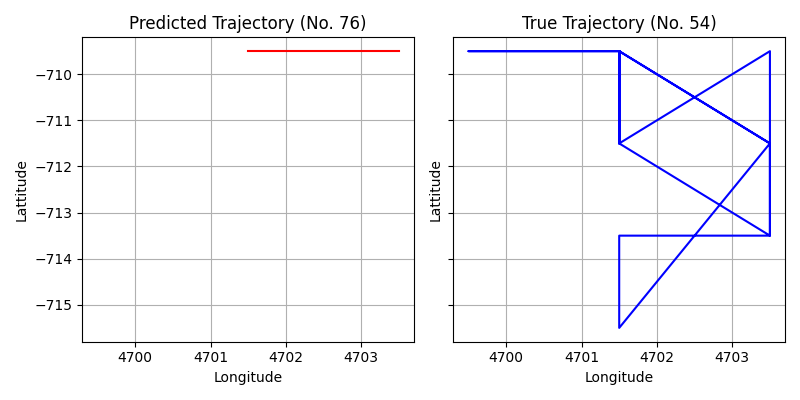 Predicted Trajectory (No. 76)
−710
−711
−712
−713
−714
−715
Lattitude
4700 4701 4702 4703
Longitude
True Trajectory (No. 54)
Lattitude
4700 4701 4702 4703
Longitude